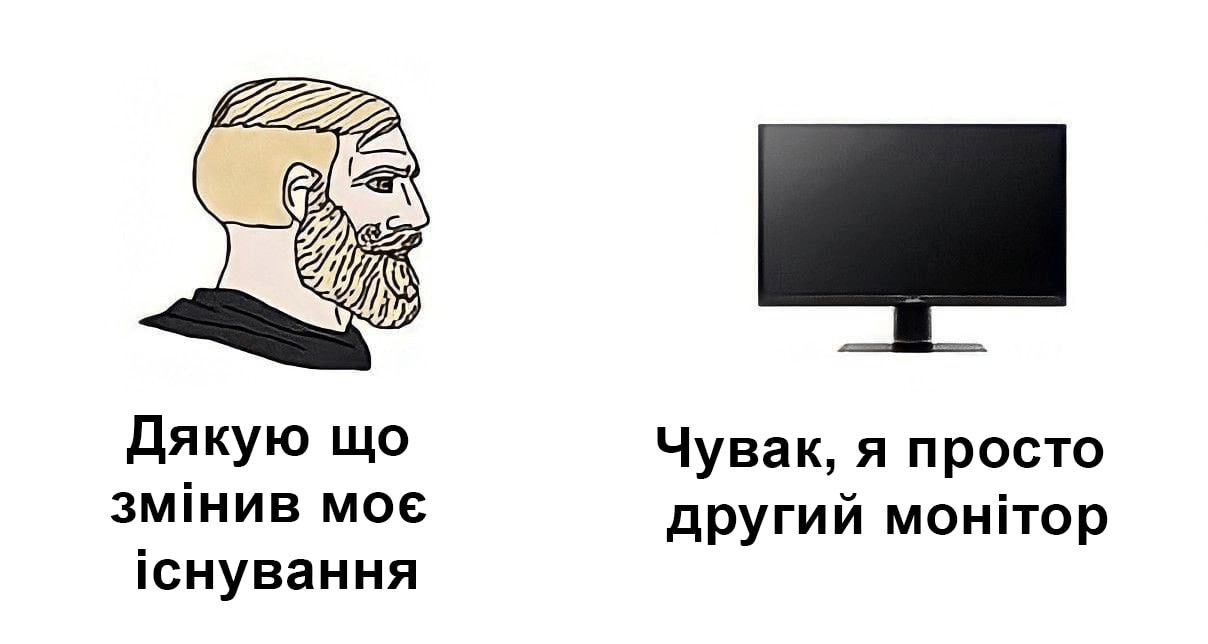 Дякую що
змінив моє
існування
Чувак, я просто
другий монітор